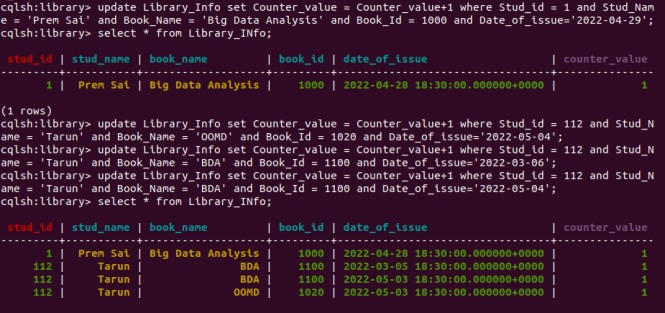 cqlsh:library> update Library_Info set Counter_value = Counter_value+1 where Stud_id = 1 and Stud_Nam
e = 'Prem Sai' and Book_Name = 'Big Data Analysis' and Book_Id = 1000 and Date_of_issue='2022-04-29';
cqlsh:library> select * from Library_INfo;
 stud_id | stud_name | book_name | book_id | date_of_issue | counter_value
---------+-----------+-------------------+---------+---------------------------------+---------------
 1 | Prem Sai | Big Data Analysis | 1000 | 2022-04-28 18:30:00.000000+0000 | 1
(1 rows)
cqlsh:library> update Library_Info set Counter_value = Counter_value+1 where Stud_id = 112 and Stud_N
ame = 'Tarun' and Book_Name = 'OOMD' and Book_Id = 1020 and Date_of_issue='2022-05-04';
cqlsh:library> update Library_Info set Counter_value = Counter_value+1 where Stud_id = 112 and Stud_N
ame = 'Tarun' and Book_Name = 'BDA' and Book_Id = 1100 and Date_of_issue='2022-03-06';
cqlsh:library> update Library_Info set Counter_value = Counter_value+1 where Stud_id = 112 and Stud_N
ame = 'Tarun' and Book_Name = 'BDA' and Book_Id = 1100 and Date_of_issue='2022-05-04';
cqlsh:library> select * from Library_INfo;
 stud_id | stud_name | book_name | book_id | date_of_issue | counter_value
---------+-----------+-------------------+---------+---------------------------------+---------------
 1 | Prem Sai | Big Data Analysis | 1000 | 2022-04-28 18:30:00.000000+0000 | 1
 112 | Tarun | BDA | 1100 | 2022-03-05 18:30:00.000000+0000 | 1
 112 | Tarun | BDA | 1100 | 2022-05-03 18:30:00.000000+0000 | 1
 112 | Tarun | OOMD | 1020 | 2022-05-03 18:30:00.000000+0000 | 1